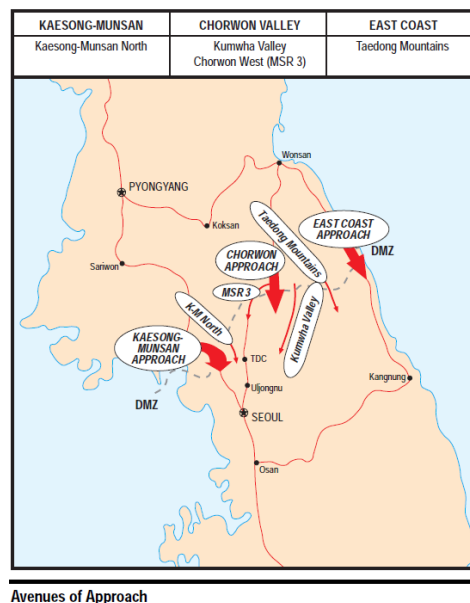 KAESONG-MUNSAN
CHORWON VALLEY
EAST COAST
Kaesong-Munsan North
Kumwha Valley
Chorwon West (MSR 3)
Taedong Mountains
Wonsan
PYONGYANG
Koksan
Taedong Mountains
EAST COAST
APPROACH
DMZ
CHORWON
APPROACH
Sariwon
MSR 3
K-M North
Kumwha Valley
KAESONG-
MUNSAN
APPROACH
TDC
Uijongnu
Kangnung
DMZ
SEOUL
Osan
Avenues of Approach